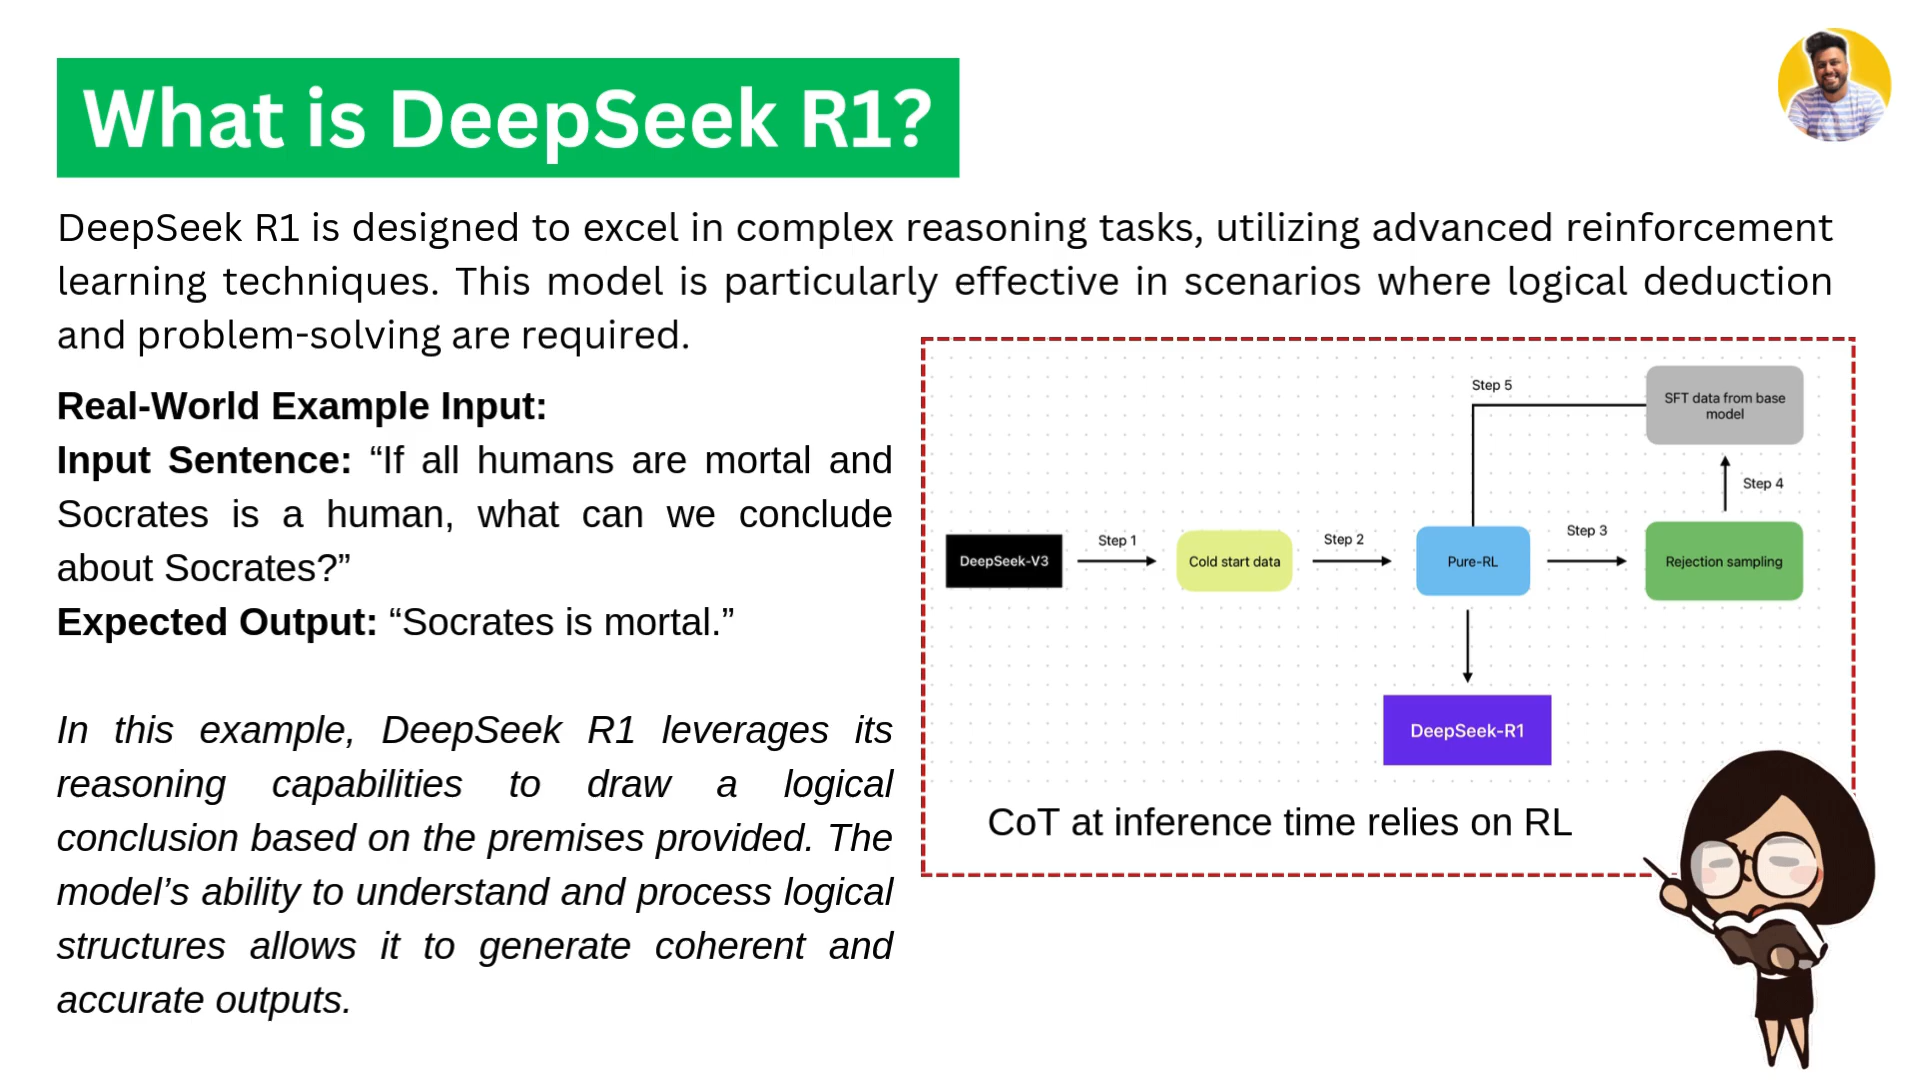 What is DeepSeek R1?
DeepSeek R1 is designed to excel in complex reasoning tasks, utilizing advanced reinforcement
learning techniques. This model is particularly effective in scenarios where logical deduction
and problem-solving are required.
Real-World Example Input:
Input Sentence: “If all humans are mortal and
Socrates is a human, what can we conclude
about Socrates?”
Expected Output: “Socrates is mortal.”
In this example, DeepSeek R1 leverages its
reasoning capabilities to draw a logical
conclusion based on the premises provided. The
model’s ability to understand and process logical
structures allows it to generate coherent and
accurate outputs.
Step 5
SFT data from base
model
Step 4
DeepSeek-V3
Step 1
Cold start data
Step 2
Pure-RL
Step 3
Rejection sampling
DeepSeek-R1
CoT at inference time relies on RL